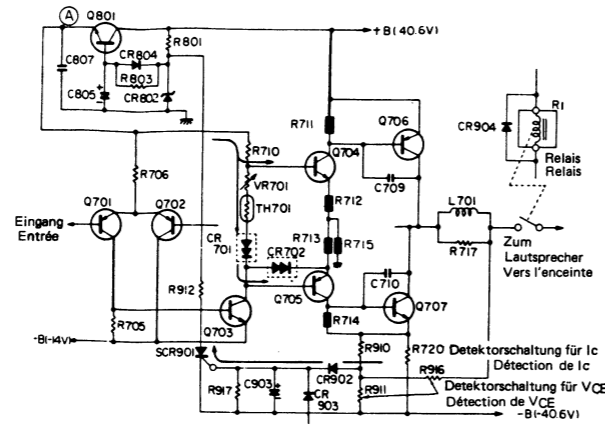 A
Q801
+B(40.6V)
R801
CR804
C807
R803
C805
CR802
R711
Q706
R1
CR904
Q704
R710
Relais
Relais
R706
VR701
C709
R712
L701
Q701
Q702
TH701
Eingang
Entrée
CR
701
CR702
R713
R715
R717
Zum
Lautsprecher
Vers l'enceinte
R912
C710
Q705
Q707
R705
Q703
R714
-B(-14V)
SCR901
R910
R720
Detektorschaltung für Ic
Détection de Ic
CR902
R916
R917
C903
CR
903
R911
Detektorschaltung für VCE
Détection de VCE
-B(-40.6V)